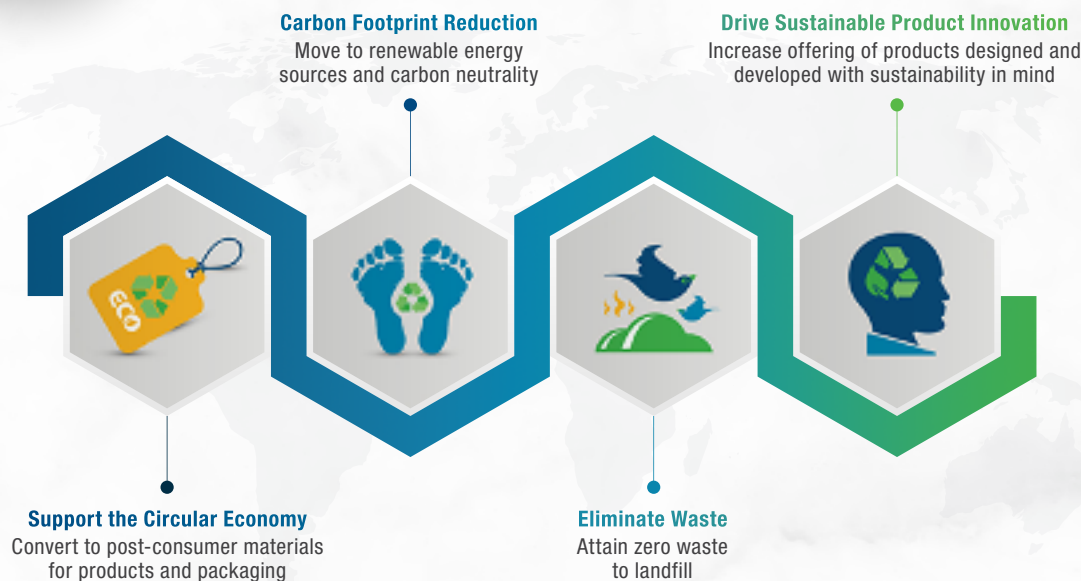 Carbon Footprint Reduction
Move to renewable energy
sources and carbon neutrality
Drive Sustainable Product Innovation
Increase offering of products designed and
developed with sustainability in mind
ECO
Support the Circular Economy
Convert to post-consumer materials
for products and packaging
Eliminate Waste
Attain zero waste
to landfill